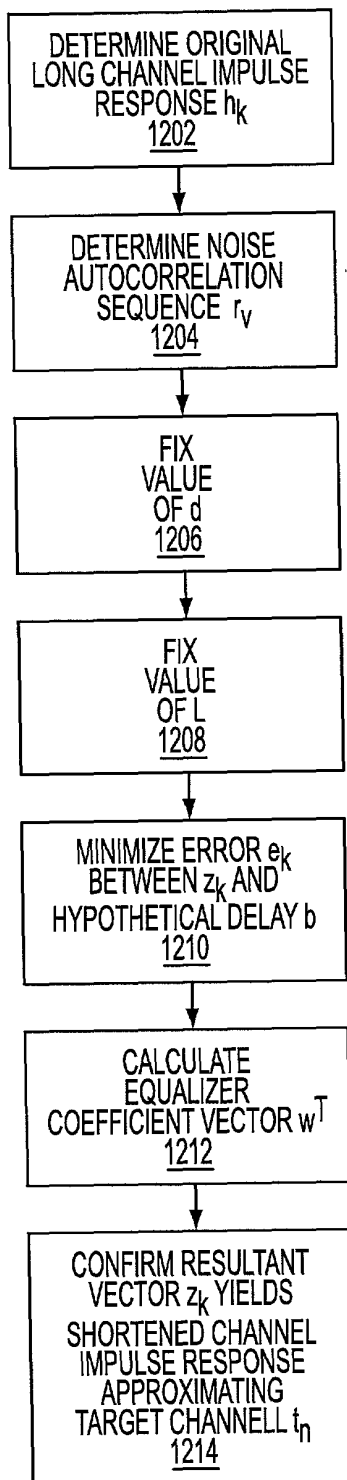 DETERMINE ORIGINAL
LONG CHANNEL IMPULSE
RESPONSE hk
1202
DETERMINE NOISE
AUTOCORRELATION
SEQUENCE rv
1204
FIX
VALUE
OF d
1206
FIX
VALUE
OF L
1208
MINIMIZE ERROR ek
BETWEEN zk AND
HYPOTHETICAL DELAY b
1210
CALCULATE
EQUALIZER
COEFFICIENT VECTOR wT
1212
CONFIRM RESULTANT
VECTOR zk YIELDS
SHORTENED CHANNEL
IMPULSE RESPONSE
APPROXIMATING
TARGET CHANNELL tn
1214